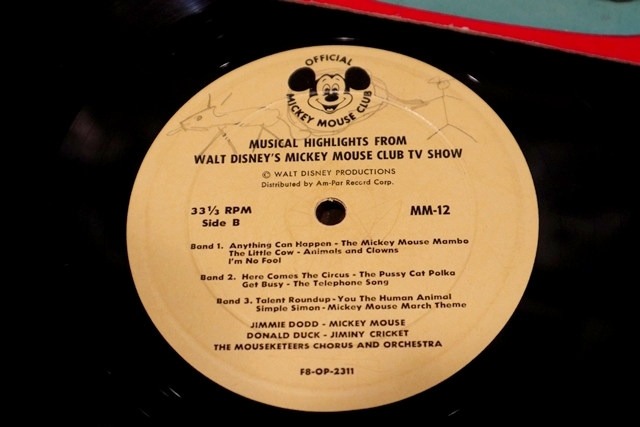 OFFICIAL
MICKEY MOUSE CLUB
MUSICAL HIGHLIGHTS FROM
WALT DISNEY'S MICKEY MOUSE CLUB TV SHOW
© WALT DISNEY PRODUCTIONS
Distributed by Am-Par Record Corp.
33⅓ RPM
Side B
MM-12
Band 1. Anything Can Happen - The Mickey Mouse Mambo
The Little Cow - Animals and Clowns
I'm No Fool
Band 2. Here Comes The Circus - The Pussy Cat Polka
Get Busy - The Telephone Song
Band 3. Talent Roundup - You The Human Animal
Simple Simon - Mickey Mouse March Theme
JIMMIE DODD - MICKEY MOUSE
DONALD DUCK - JIMINY CRICKET
THE MOUSEKETEERS CHORUS AND ORCHESTRA
F8-OP-2311